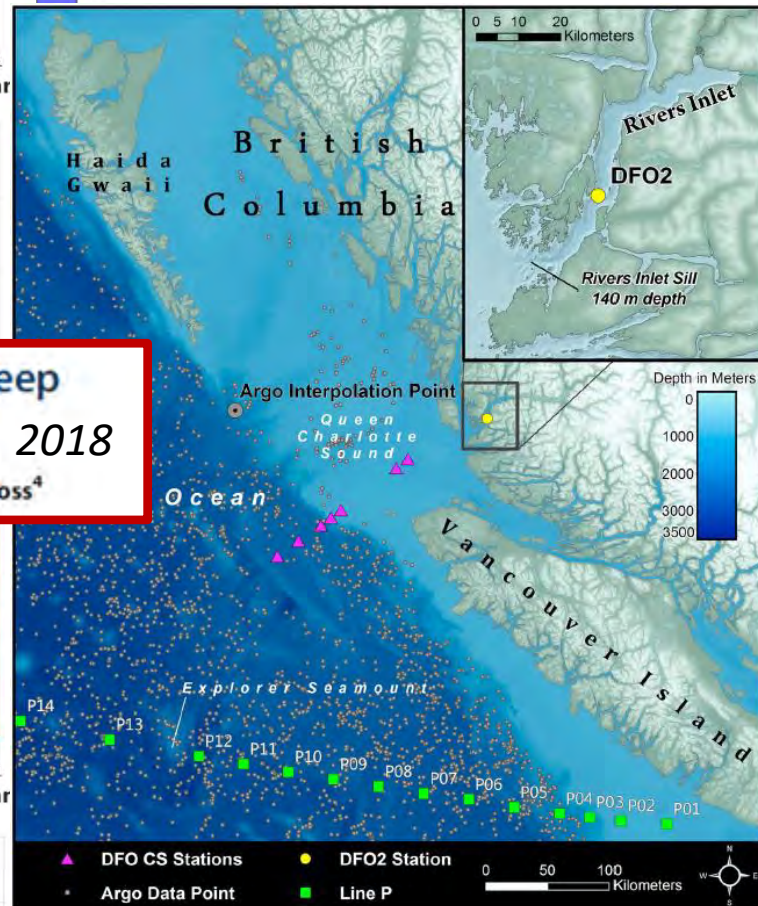 0 5 10 20
Kilometers
Rivers Inlet
DFO2
Rivers Inlet Sill
140 m depth
Haida
Gwaii
British
Columbia
Argo Interpolation Point
Queen
Charlotte
Sound
Depth in Meters
0
1000
2000
3000
3500
eep
2018
oss⁴
Ocean
Vancouver Island
Explorer Seamount
P14
P13
P12
P11
P10
P09
P08
P07
P06
P05
P04
P03
P02
P01
DFO CS Stations
DFO2 Station
Argo Data Point
Line P
0 50 100
Kilometers
N
W
E
S